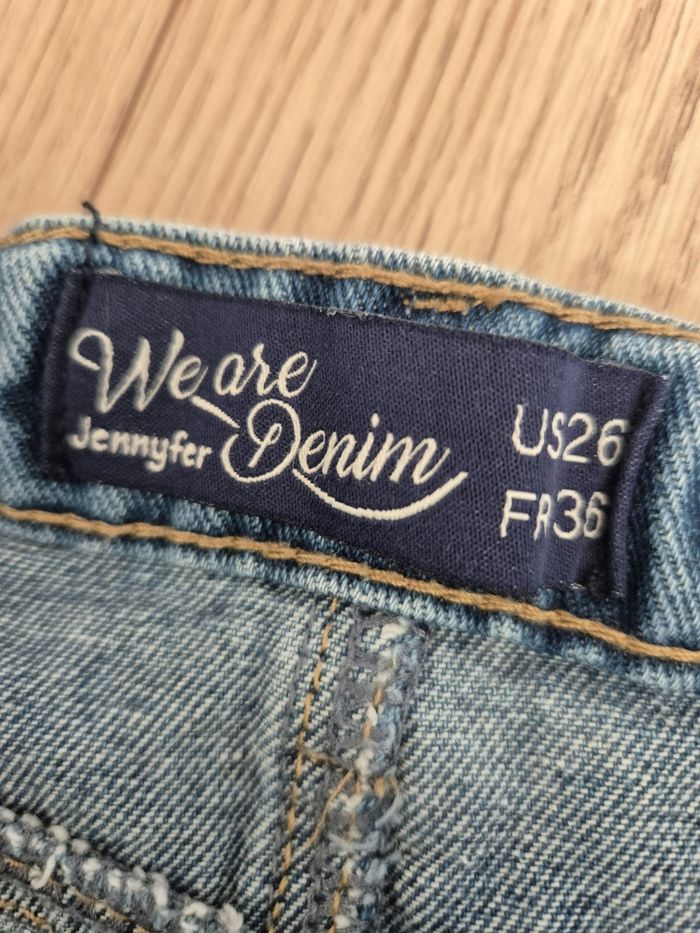 We are
Jennyfer Denim
US26
FR36